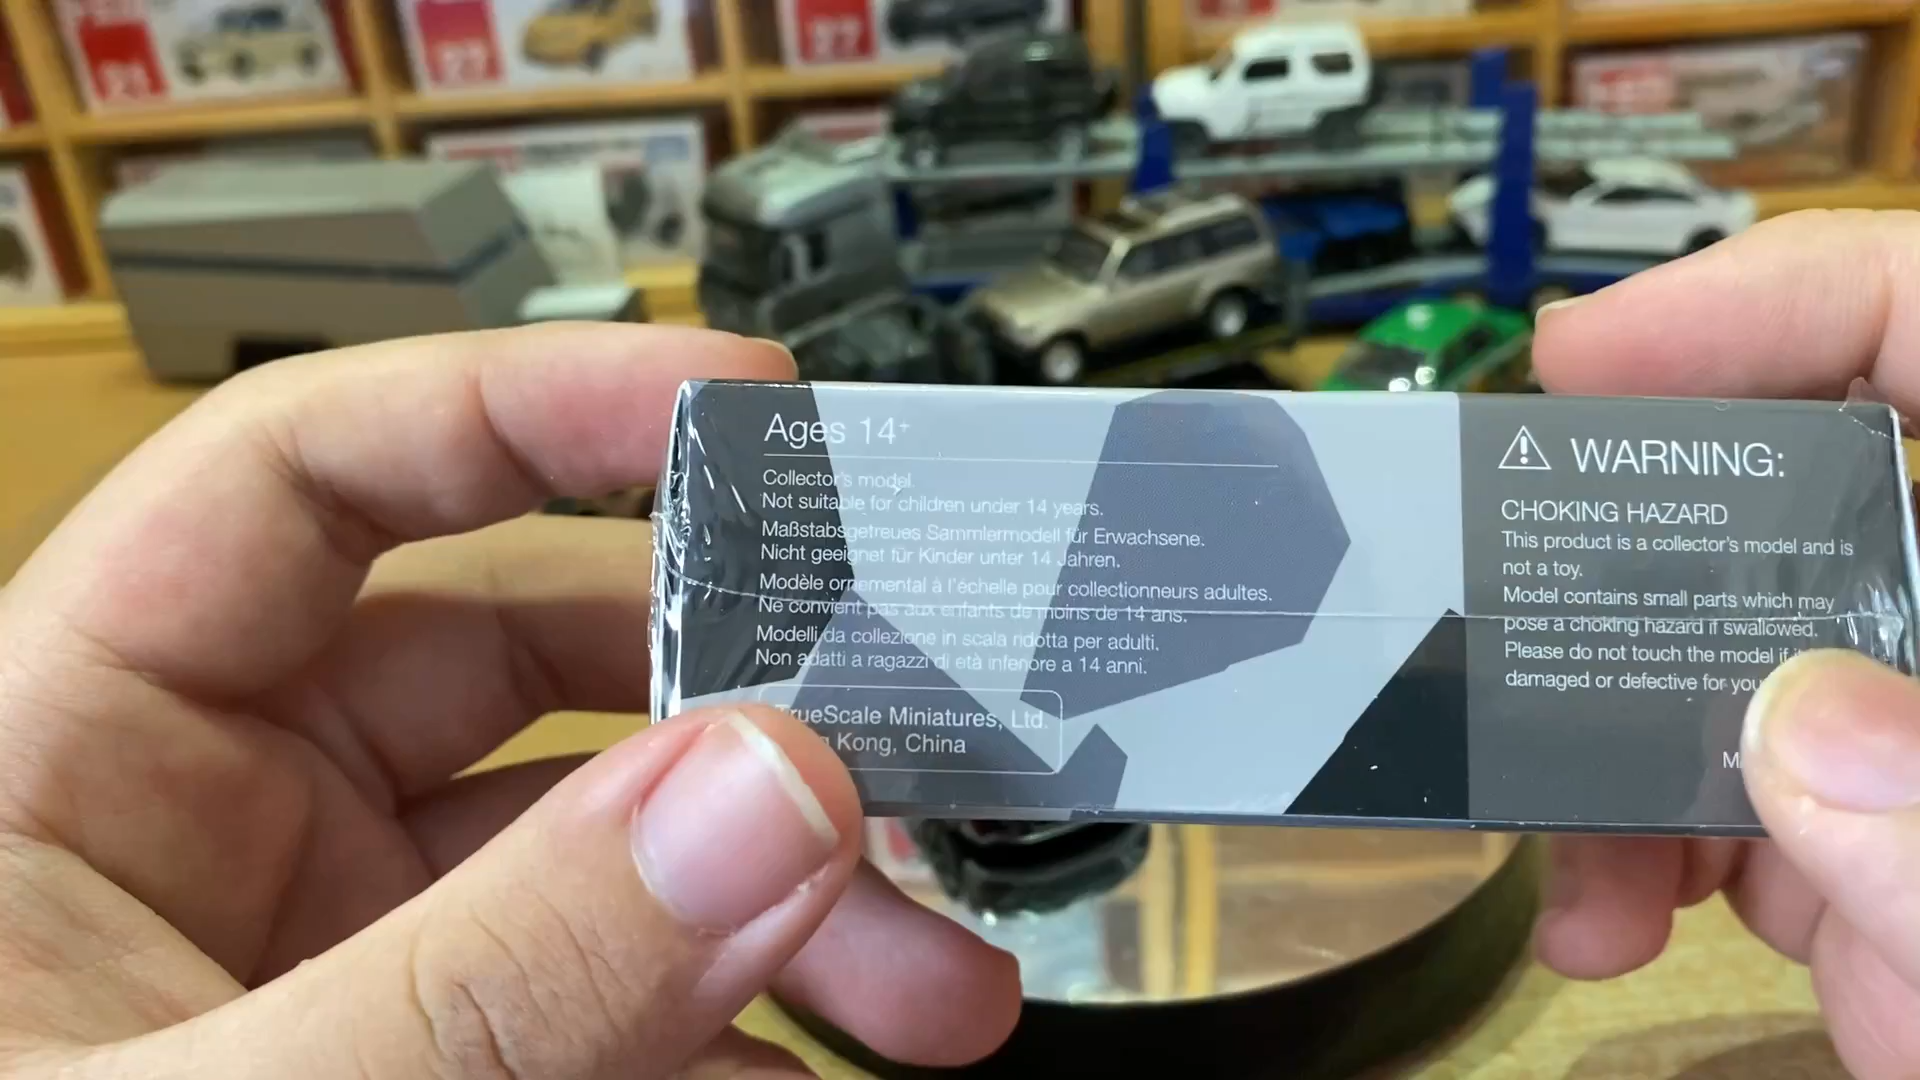 21
27
27
Ages 14+
Collector's model.
Not suitable for children under 14 years.
Maßstabsgetreues Sammlermodell für Erwachsene.
Nicht geeignet für Kinder unter 14 Jahren.
Modèle ornemental à l'échelle pour collectionneurs adultes.
Ne convient pas aux enfants de moins de 14 ans.
Modelli da collezione in scala ridotta per adulti.
Non adatti a ragazzi di età inferiore a 14 anni.
TrueScale Miniatures, Ltd.
Kong, China
WARNING:
CHOKING HAZARD
This product is a collector's model and is
not a toy.
Model contains small parts which may
pose a choking hazard if swallowed.
Please do not touch the model if
damaged or defective for